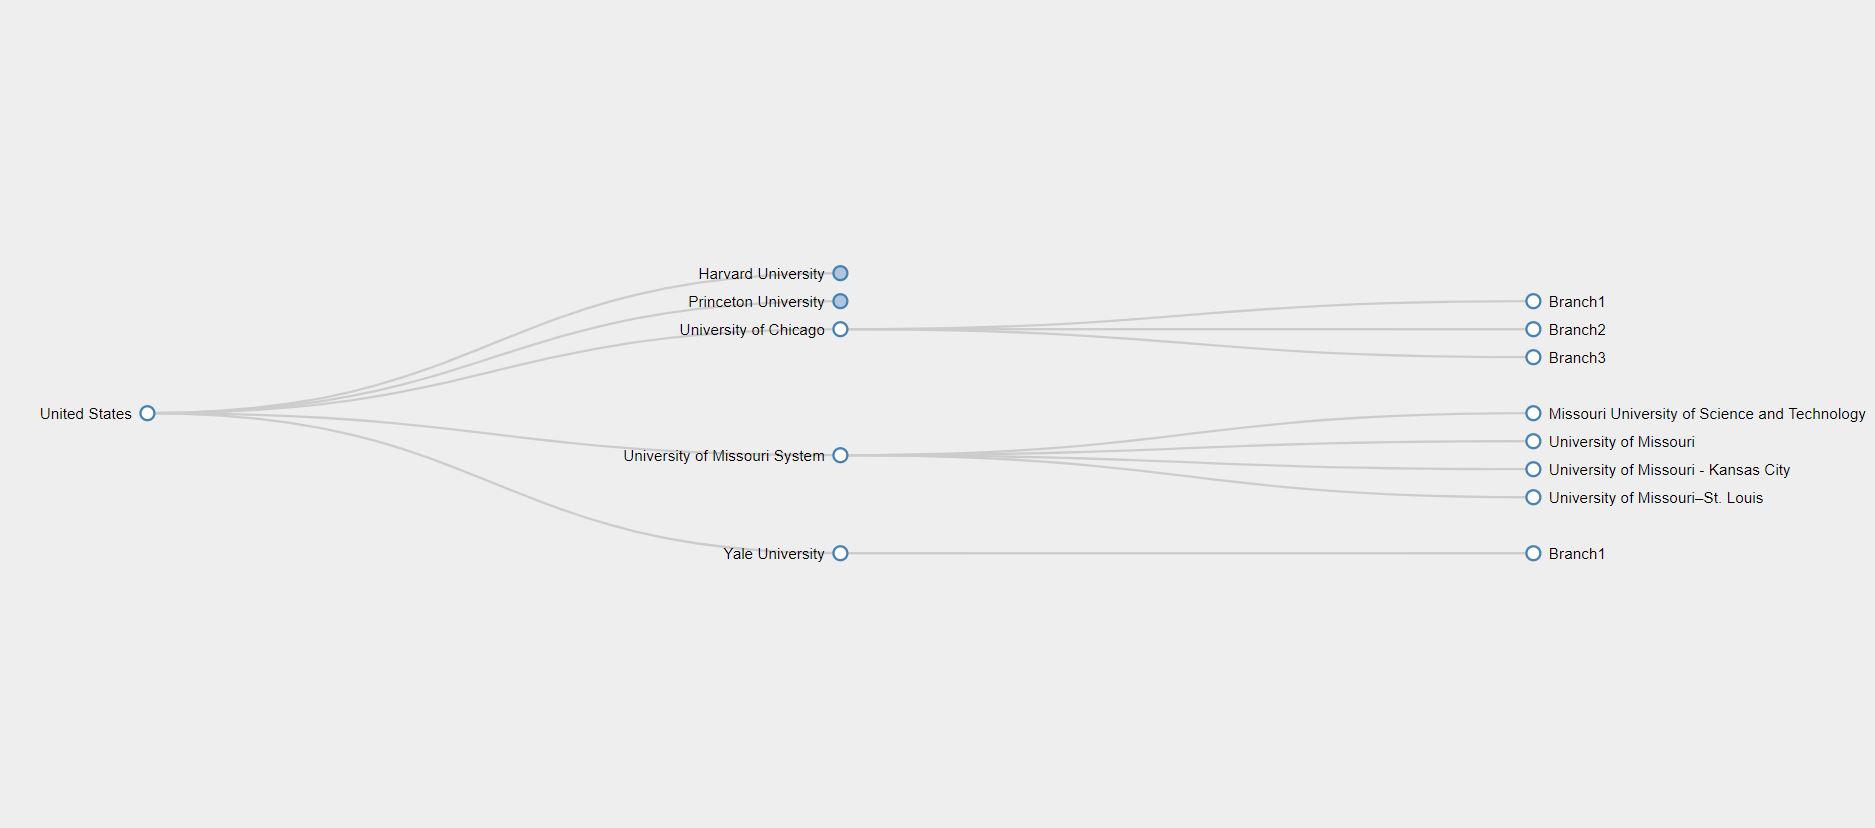 United States
Harvard University
Princeton University
University of Chicago
University of Missouri System
Yale University
Branch1
Branch2
Branch3
Missouri University of Science and Technology
University of Missouri
University of Missouri - Kansas City
University of Missouri–St. Louis
Branch1